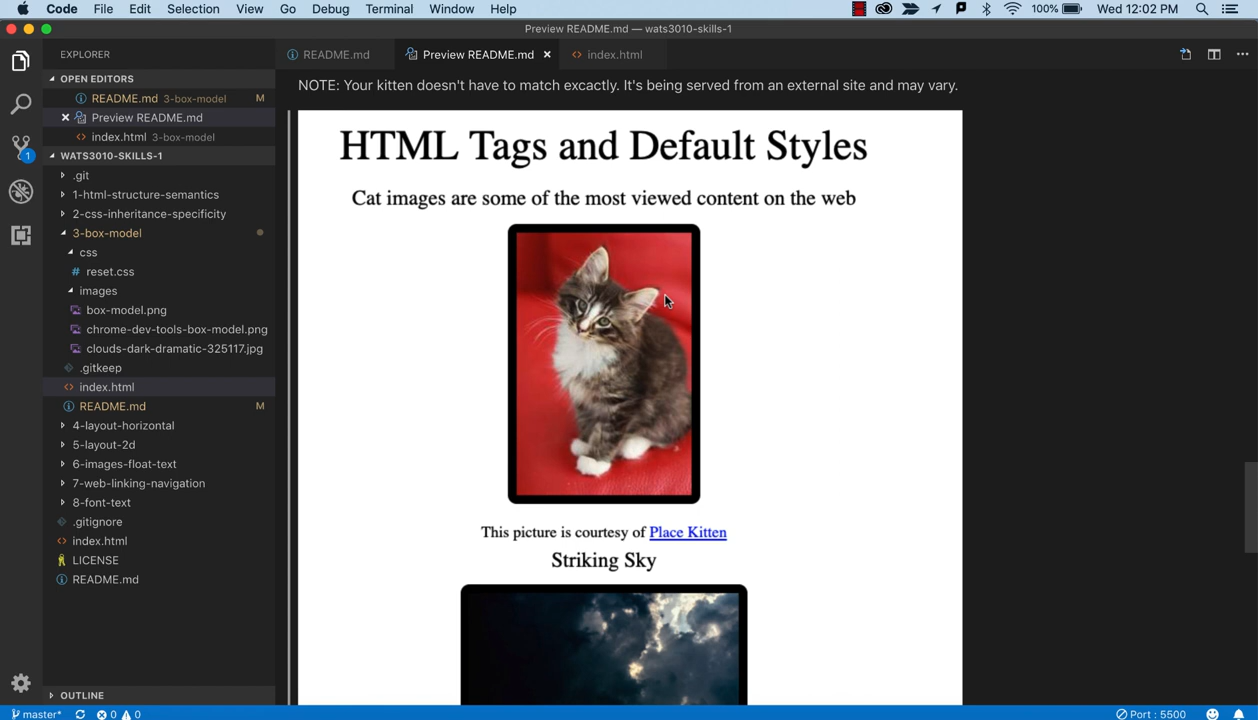 Code File Edit Selection View Go Debug Terminal Window Help 100% Wed 12:02 PM
Preview README.md — wats3010-skills-1
EXPLORER
README.md
Preview README.md ×
index.html
OPEN EDITORS
README.md 3-box-model M
Preview README.md
index.html 3-box-model
WATS3010-SKILLS-1
.git
1-html-structure-semantics
2-css-inheritance-specificity
3-box-model
css
# reset.css
images
box-model.png
chrome-dev-tools-box-model.png
clouds-dark-dramatic-325117.jpg
.gitkeep
index.html
README.md M
4-layout-horizontal
5-layout-2d
6-images-float-text
7-web-linking-navigation
8-font-text
.gitignore
index.html
LICENSE
README.md
OUTLINE
NOTE: Your kitten doesn't have to match excactly. It's being served from an external site and may vary.
HTML Tags and Default Styles
Cat images are some of the most viewed content on the web
This picture is courtesy of Place Kitten
Striking Sky
1
master* 0 0 Port : 5500